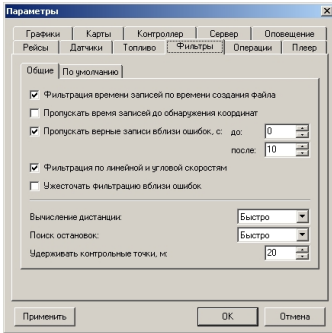 Параметры
Графики Карты Контроллер Сервер Оповещение
Рейсы Датчики Топливо Фильтры Операции Плеер
Общие По умолчанию
Фильтрация времени записей по времени создания файла
Пропускать время записей до обнаружения координат
Пропускать верные записи вблизи ошибок, с: до: 0
после: 10
Фильтрация по линейной и угловой скоростям
Ужесточать фильтрацию вблизи ошибок
Вычисление дистанции: Быстро
Поиск остановок: Быстро
Удерживать контрольные точки, м: 20
Применить OK Отмена